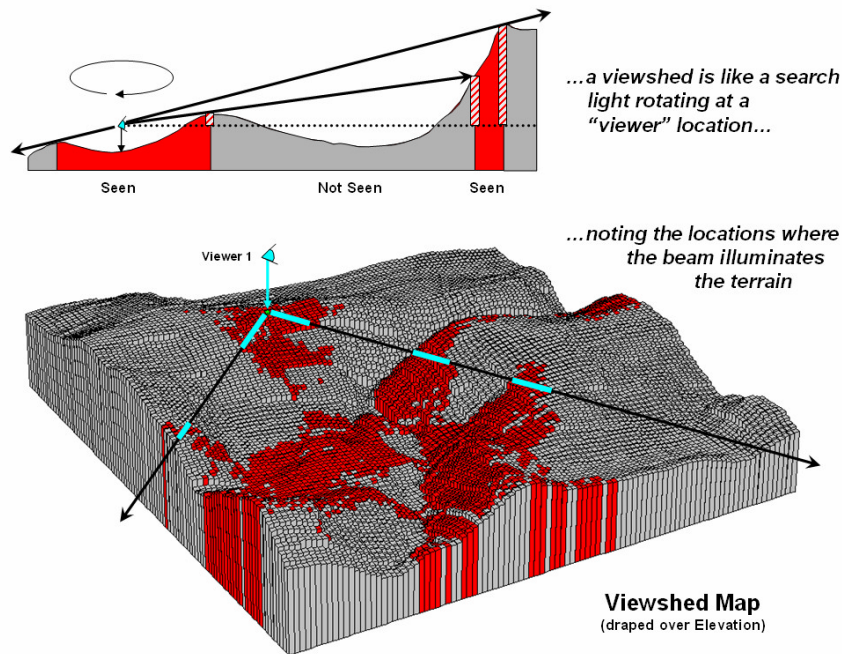 ...a viewshed is like a search
light rotating at a
“viewer” location...
Seen
Not Seen
Seen
...noting the locations where
the beam illuminates
the terrain
Viewer 1
Viewshed Map
(draped over Elevation)